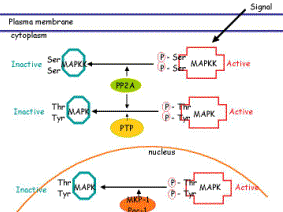 Signal
Plasma membrane
cytoplasm
Inactive Ser Ser MAPKK P - Ser P - Ser MAPKK Active
PP2A
Inactive Thr Tyr MAPK P - Thr P - Tyr MAPK Active
PTP
nucleus
Inactive Thr Tyr MAPK P - Thr P - Tyr MAPK Active
MKP-1